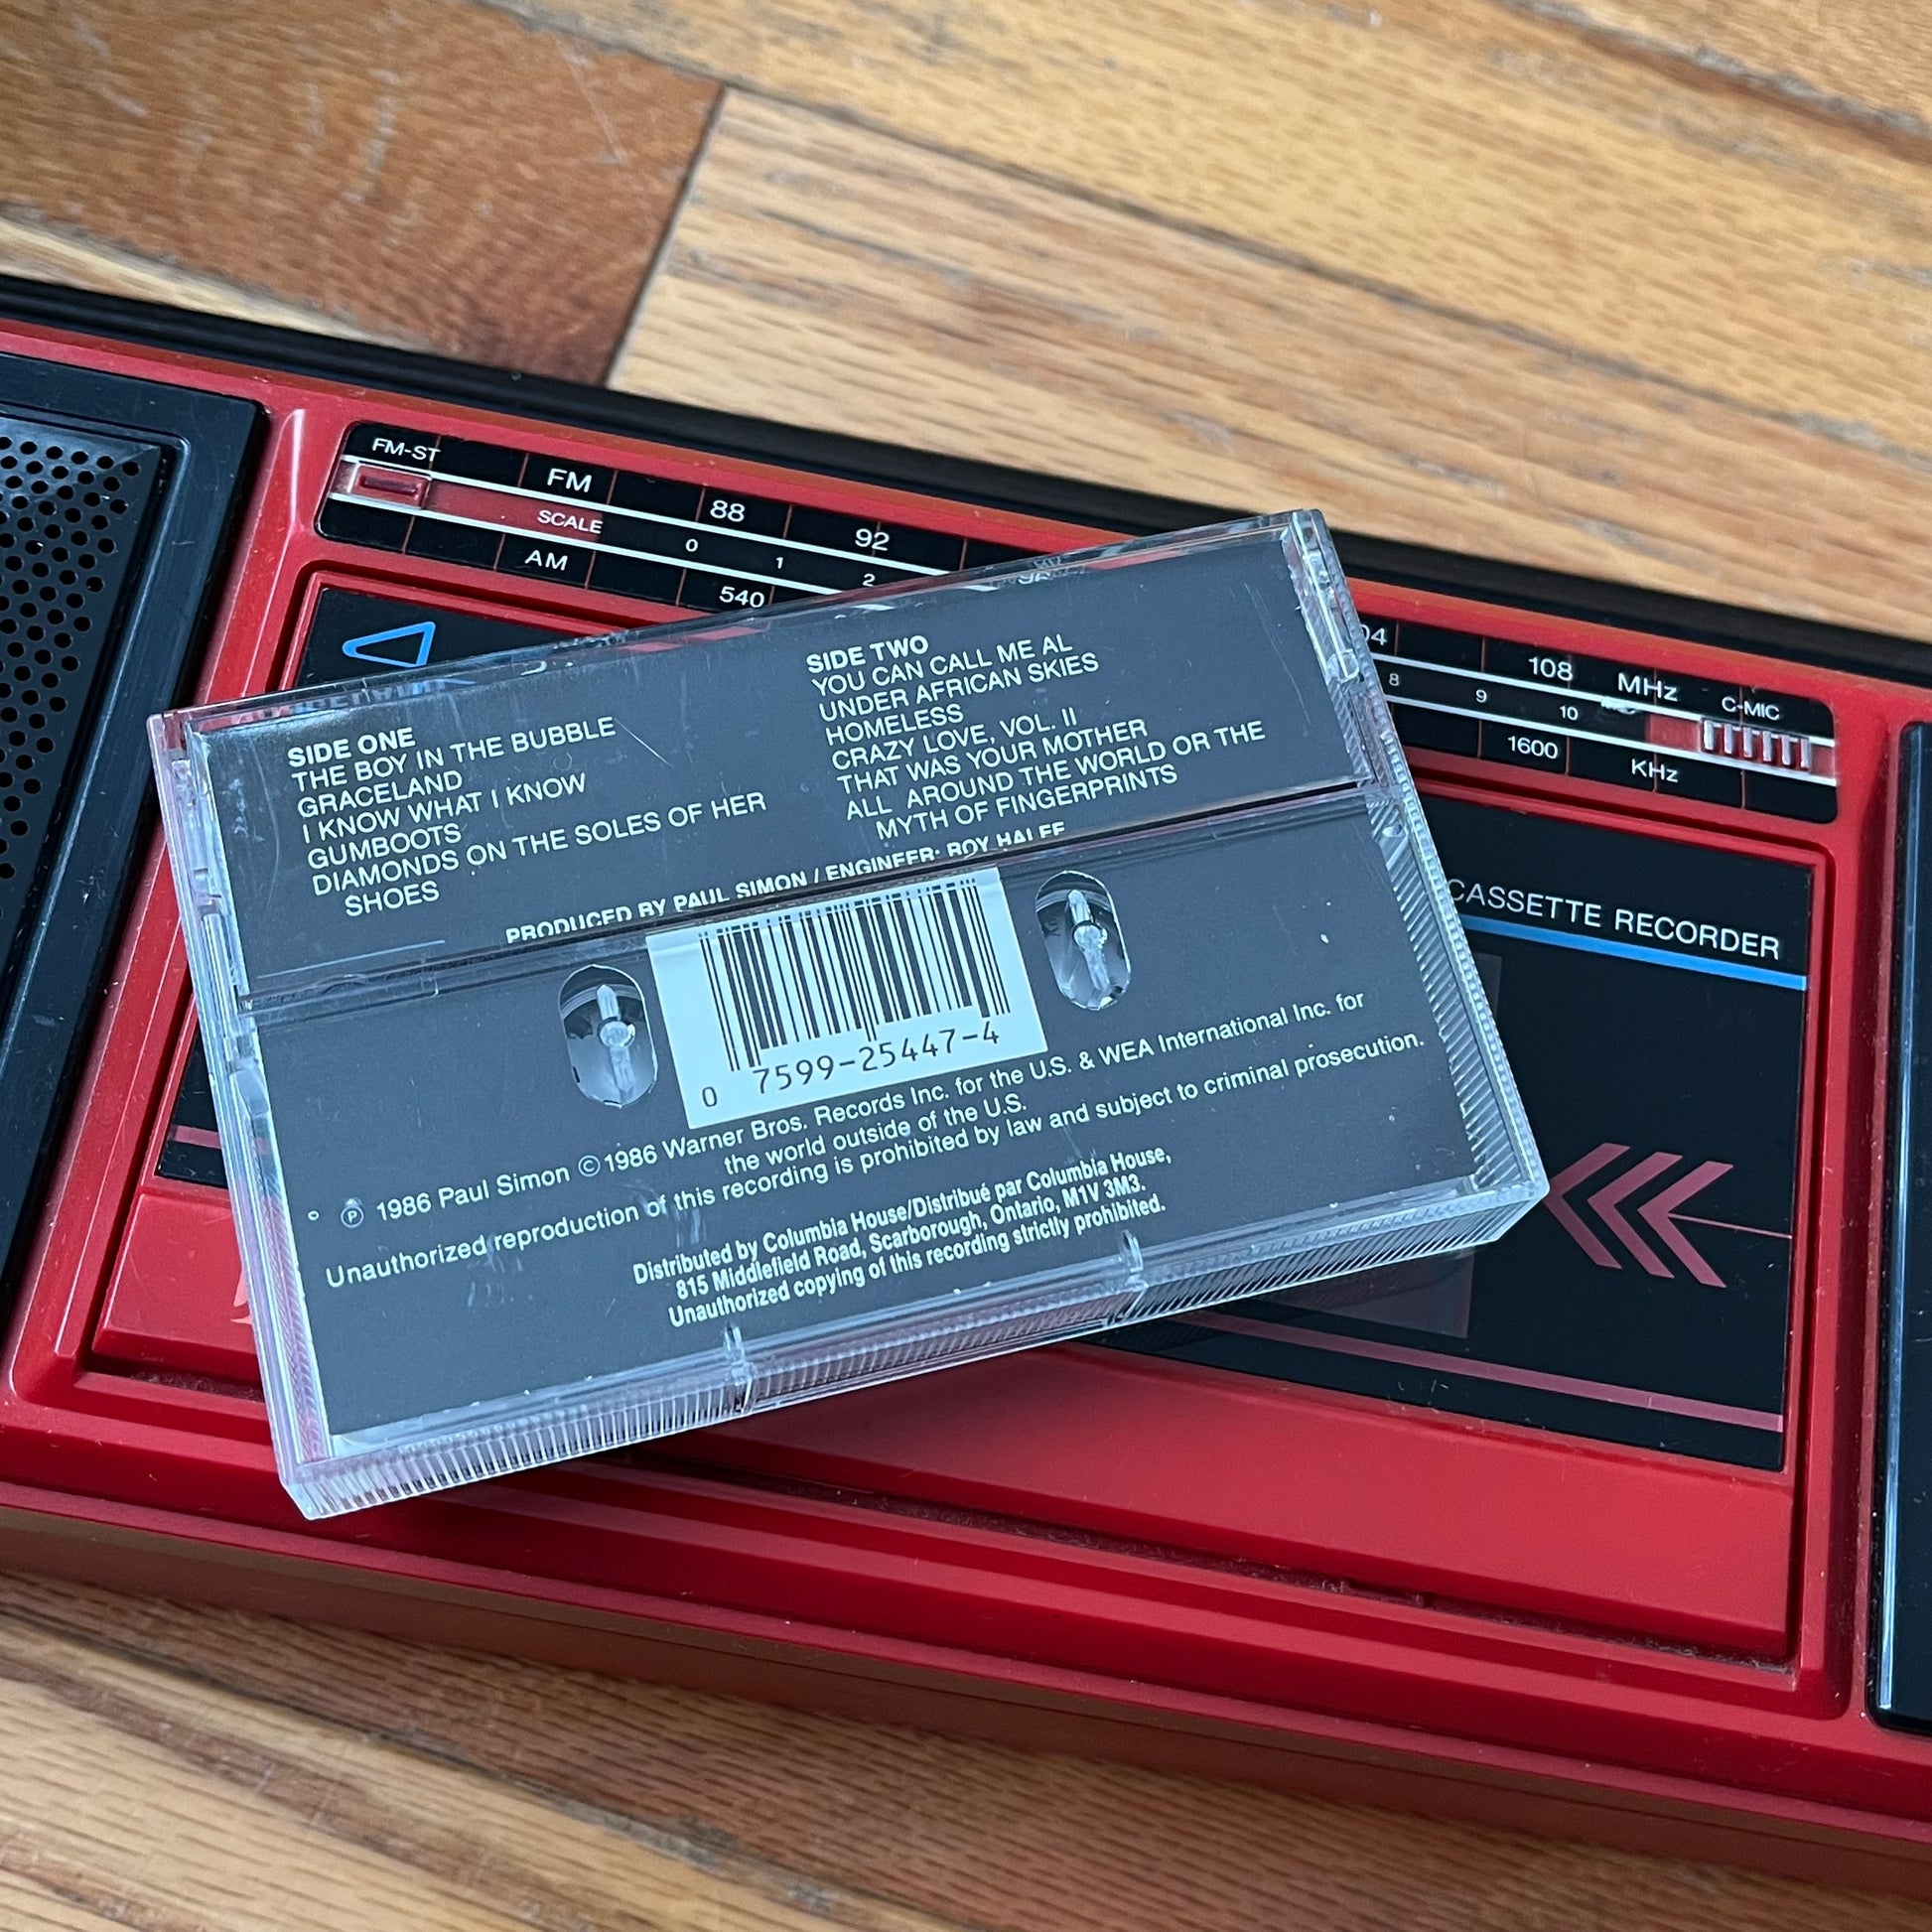 FM-ST
FM 88 92
SCALE 0 1 2
AM 540
108 MHz C-MIC
8 9 10
1600 KHz
CASSETTE RECORDER
SIDE ONE
THE BOY IN THE BUBBLE
GRACELAND
I KNOW WHAT I KNOW
GUMBOOTS
DIAMONDS ON THE SOLES OF HER
SHOES
SIDE TWO
YOU CAN CALL ME AL
UNDER AFRICAN SKIES
HOMELESS
CRAZY LOVE, VOL. II
THAT WAS YOUR MOTHER
ALL AROUND THE WORLD OR THE
MYTH OF FINGERPRINTS
PRODUCED BY PAUL SIMON / ENGINEER: ROY HALEE
0 7599-25447-4
℗ 1986 Paul Simon © 1986 Warner Bros. Records Inc. for the U.S. & WEA International Inc. for
the world outside of the U.S.
Unauthorized reproduction of this recording is prohibited by law and subject to criminal prosecution.
Distributed by Columbia House/Distribué par Columbia House,
815 Middlefield Road, Scarborough, Ontario, M1V 3M3.
Unauthorized copying of this recording strictly prohibited.